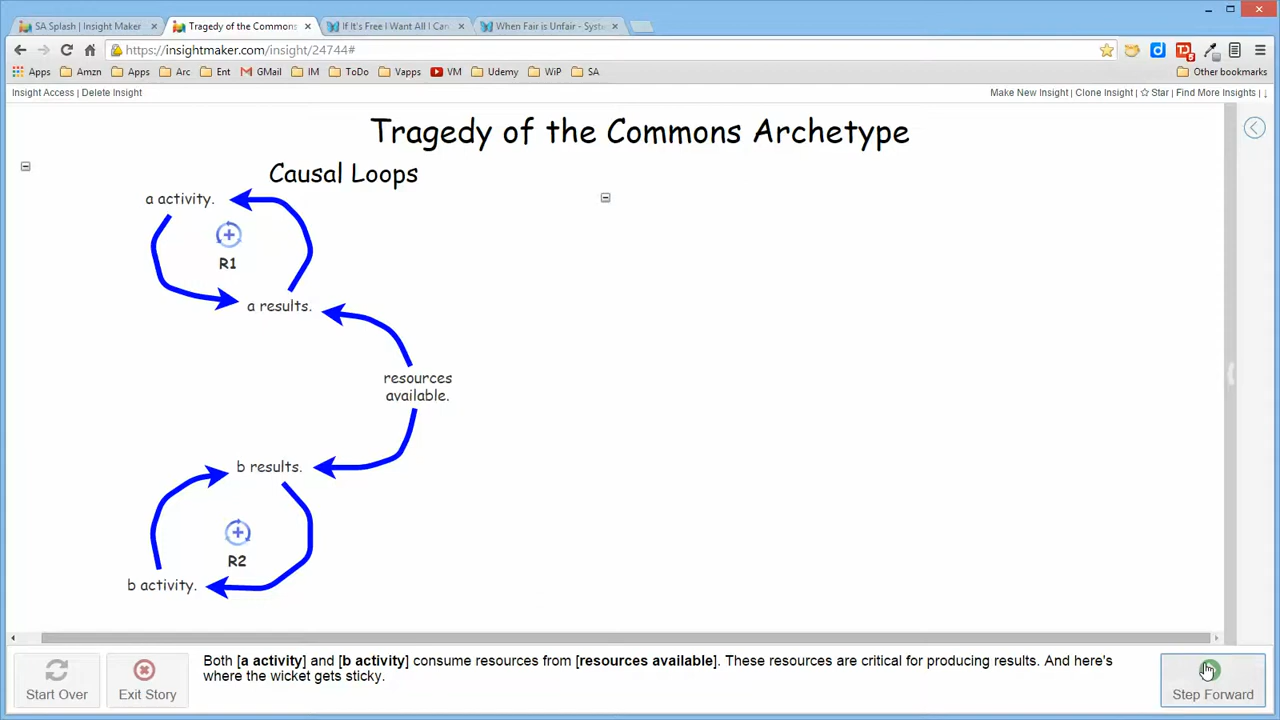 SA Splash | Insight Maker
Tragedy of the Commons
If It's Free I Want All I Can
When Fair is Unfair - Syste
https://insightmaker.com/insight/24744#
Apps Amzn Apps Arc Ent GMail IM ToDo Vapps VM Udemy WiP SA Other bookmarks
Insight Access | Delete Insight
Make New Insight | Clone Insight | Star | Find More Insights |
Tragedy of the Commons Archetype
Causal Loops
a activity.
R1
a results.
resources
available.
b results.
R2
b activity.
Start Over
Exit Story
Both [a activity] and [b activity] consume resources from [resources available]. These resources are critical for producing results. And here's
where the wicket gets sticky.
Step Forward